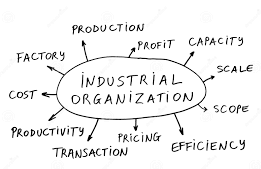 PRODUCTION
PROFIT
CAPACITY
FACTORY
SCALE
INDUSTRIAL
ORGANIZATION
COST
SCOPE
PRODUCTIVITY
PRICING
EFFICIENCY
TRANSACTION